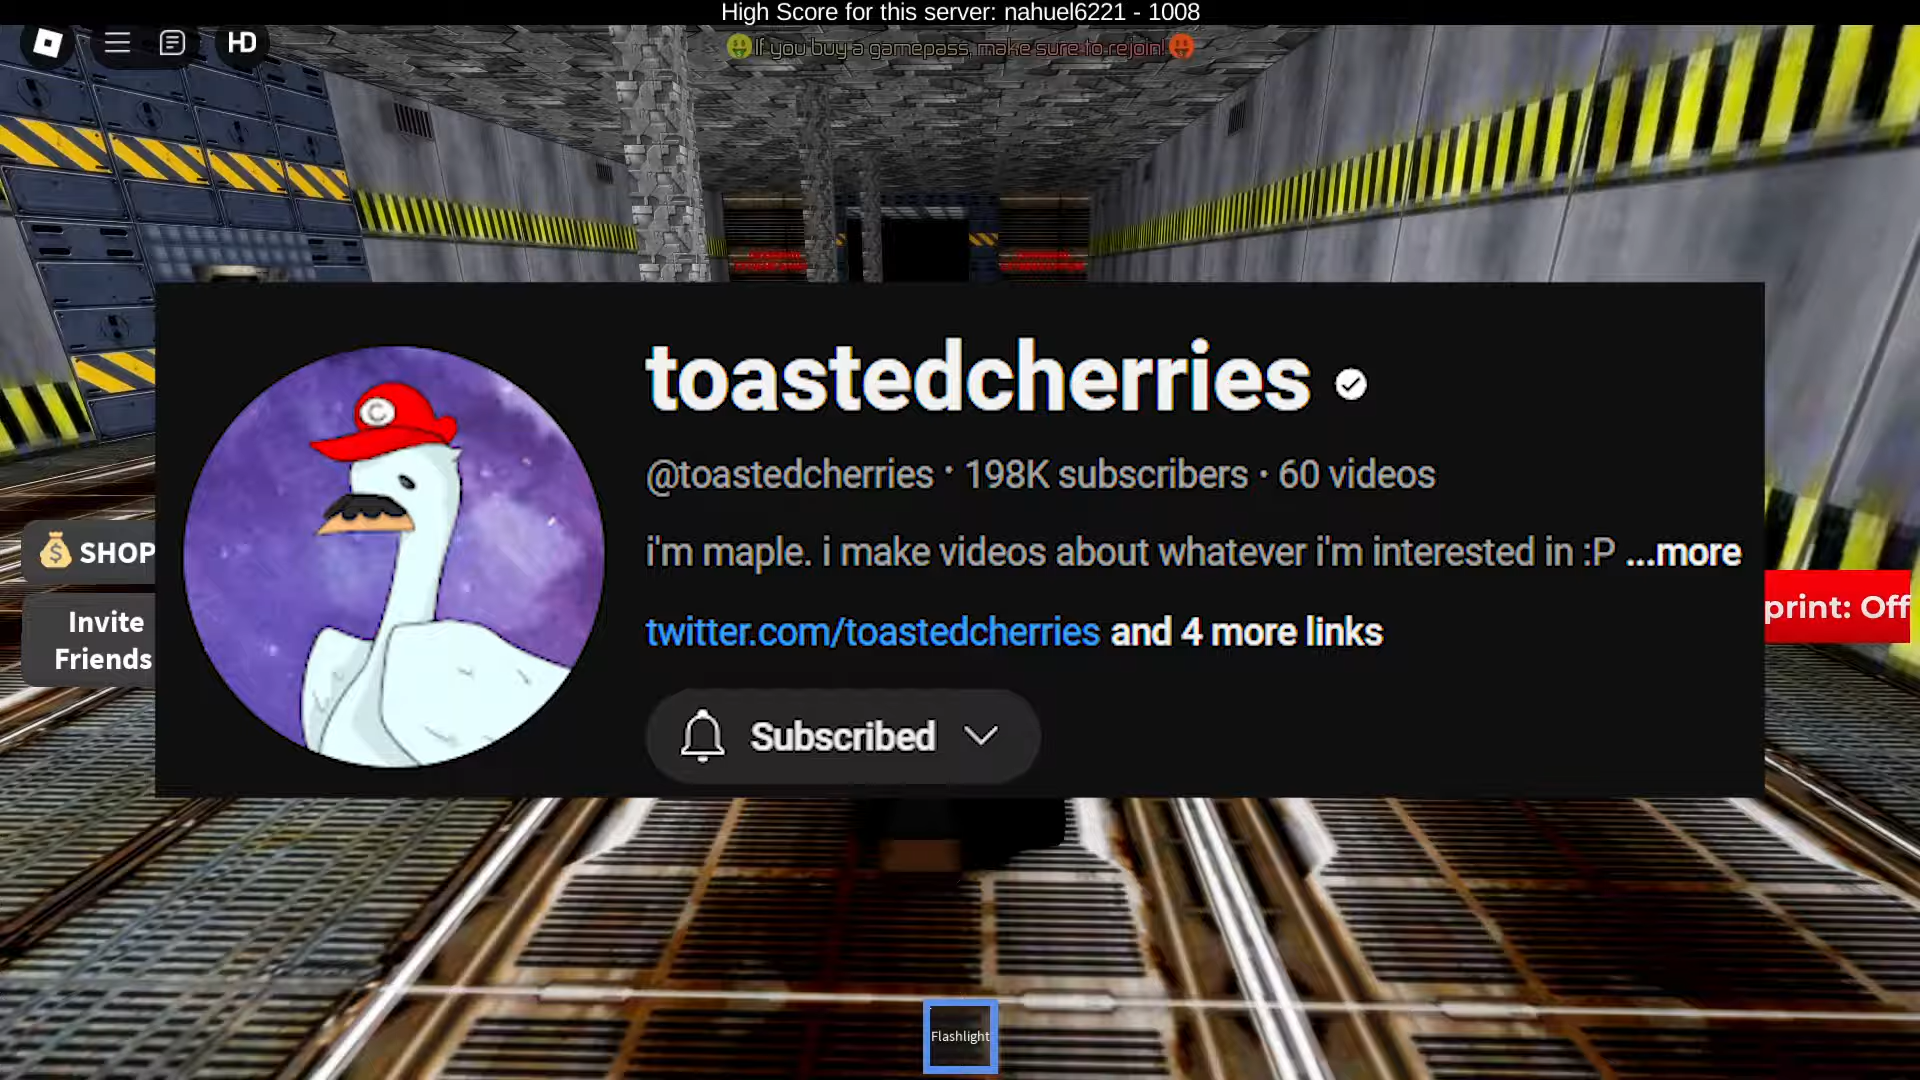 High Score for this server: nahuel6221 - 1008
HD
If you buy a gamepass, make sure to rejoin!
toastedcherries
@toastedcherries · 198K subscribers · 60 videos
i'm maple. i make videos about whatever i'm interested in :P ...more
twitter.com/toastedcherries and 4 more links
Subscribed
C
SHOP
Invite
Friends
print: Off
Flashlight